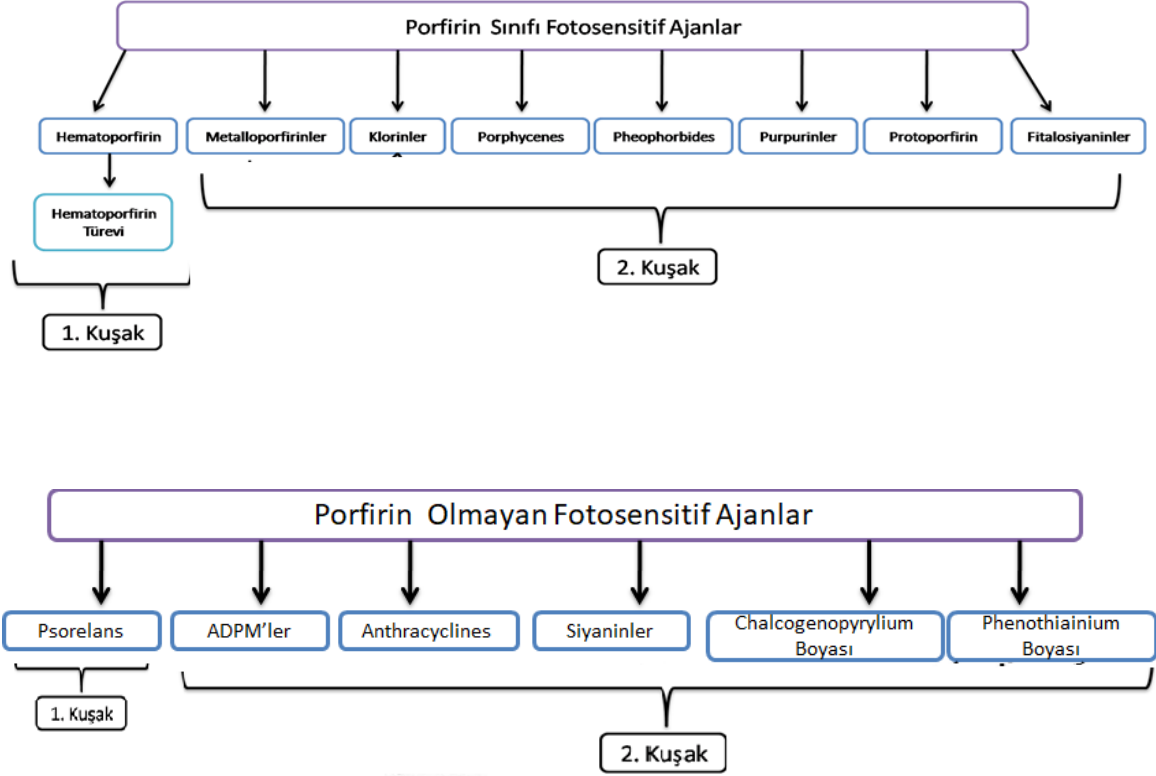 Porfirin Sınıfı Fotosensitif Ajanlar
Hematoporfirin
Metalloporfirinler
Klorinler
Porphycenes
Pheophorbides
Purpurinler
Protoporfirin
Fitalosiyaninler
Hematoporfirin
Türevi
2. Kuşak
1. Kuşak
Porfirin Olmayan Fotosensitif Ajanlar
Psorelans
ADPM’ler
Anthracyclines
Siyaninler
Chalcogenopyrylium
Boyası
Phenothiainium
Boyası
1. Kuşak
2. Kuşak